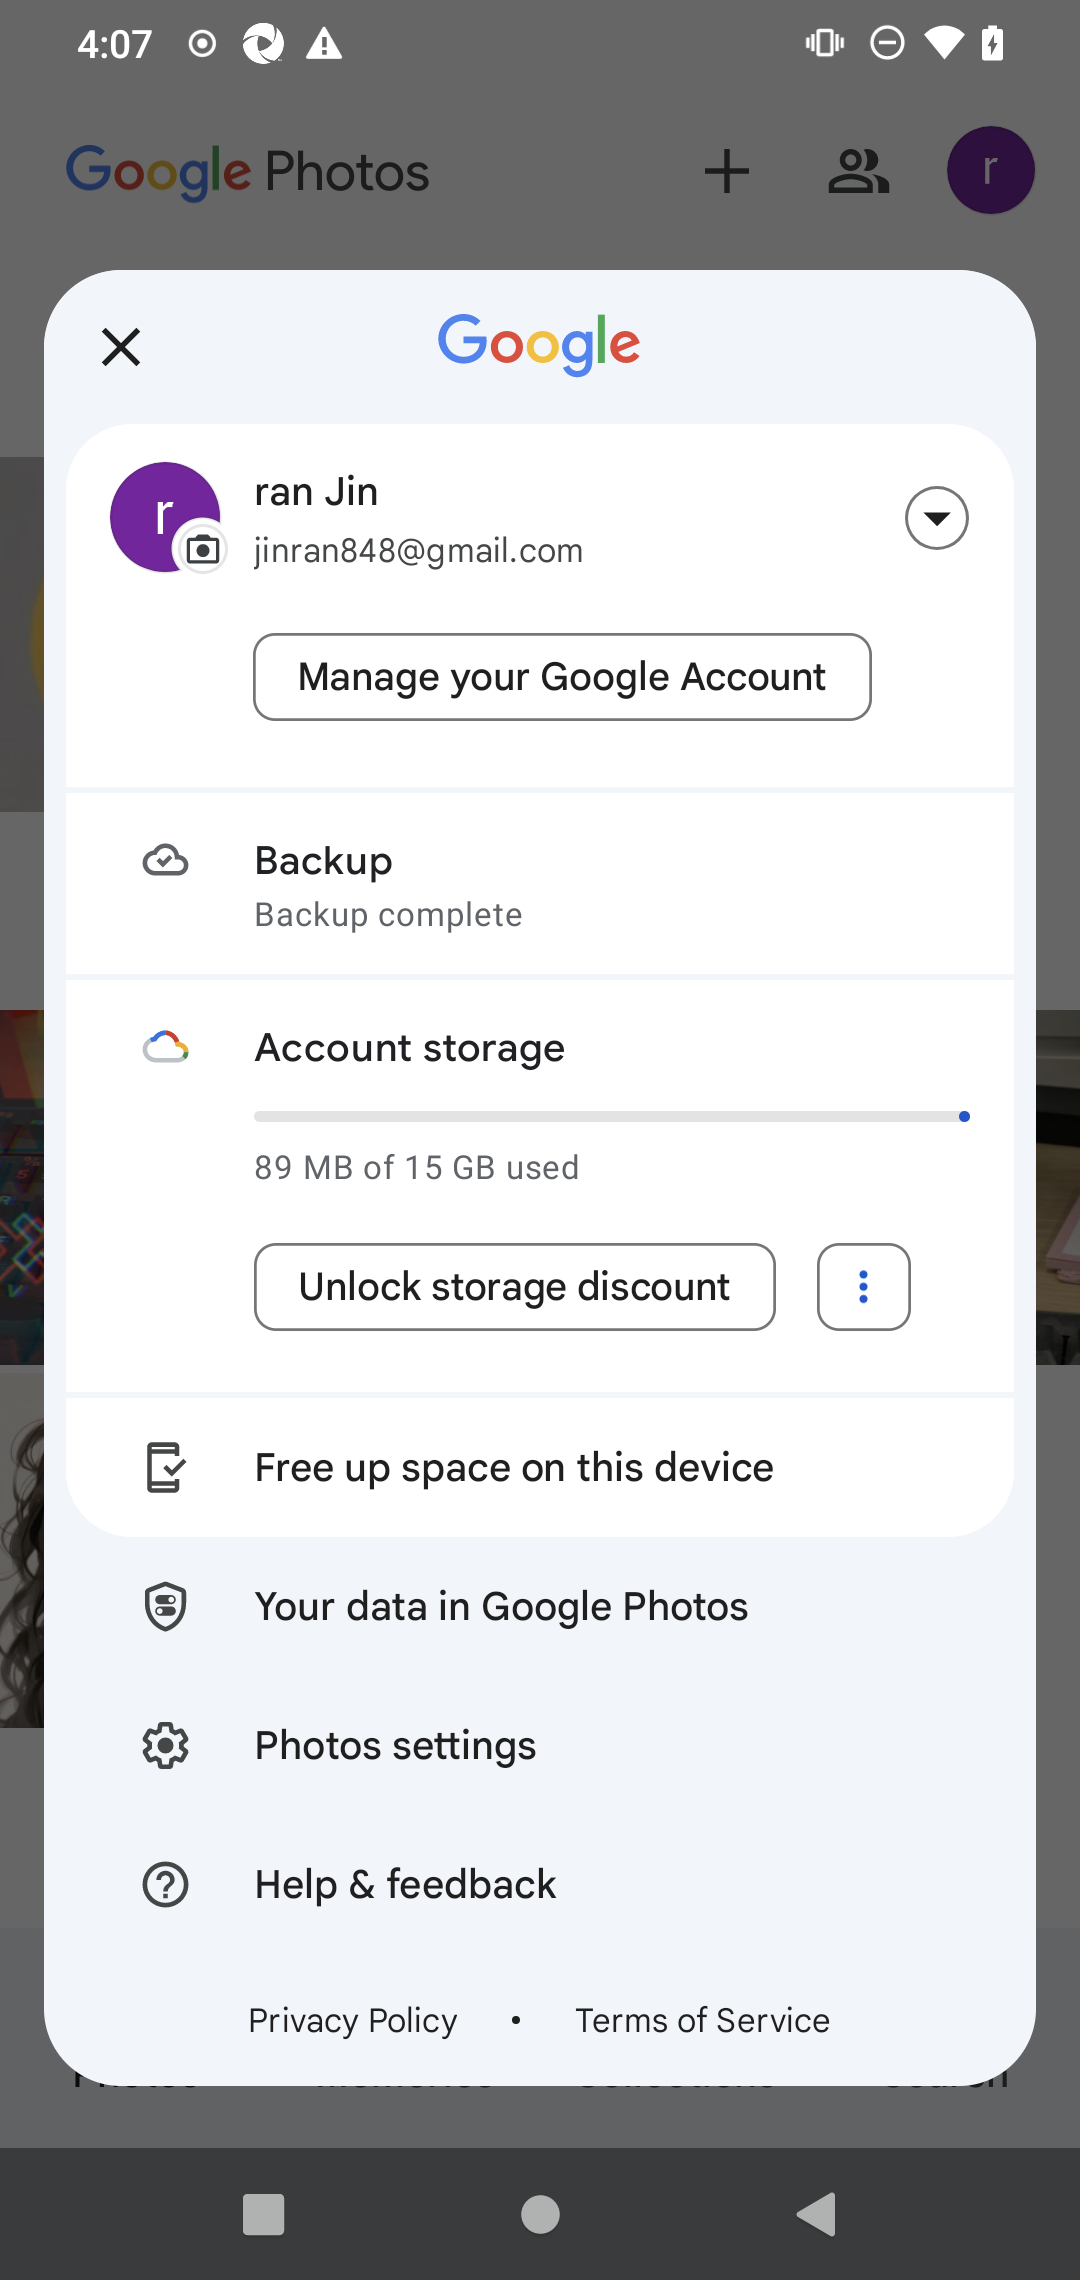 4:07
Google Photos
r
Google
r
ran Jin
jinran848@gmail.com
Manage your Google Account
Backup
Backup complete
Account storage
89 MB of 15 GB used
Unlock storage discount
Free up space on this device
Your data in Google Photos
Photos settings
Help & feedback
Privacy Policy • Terms of Service